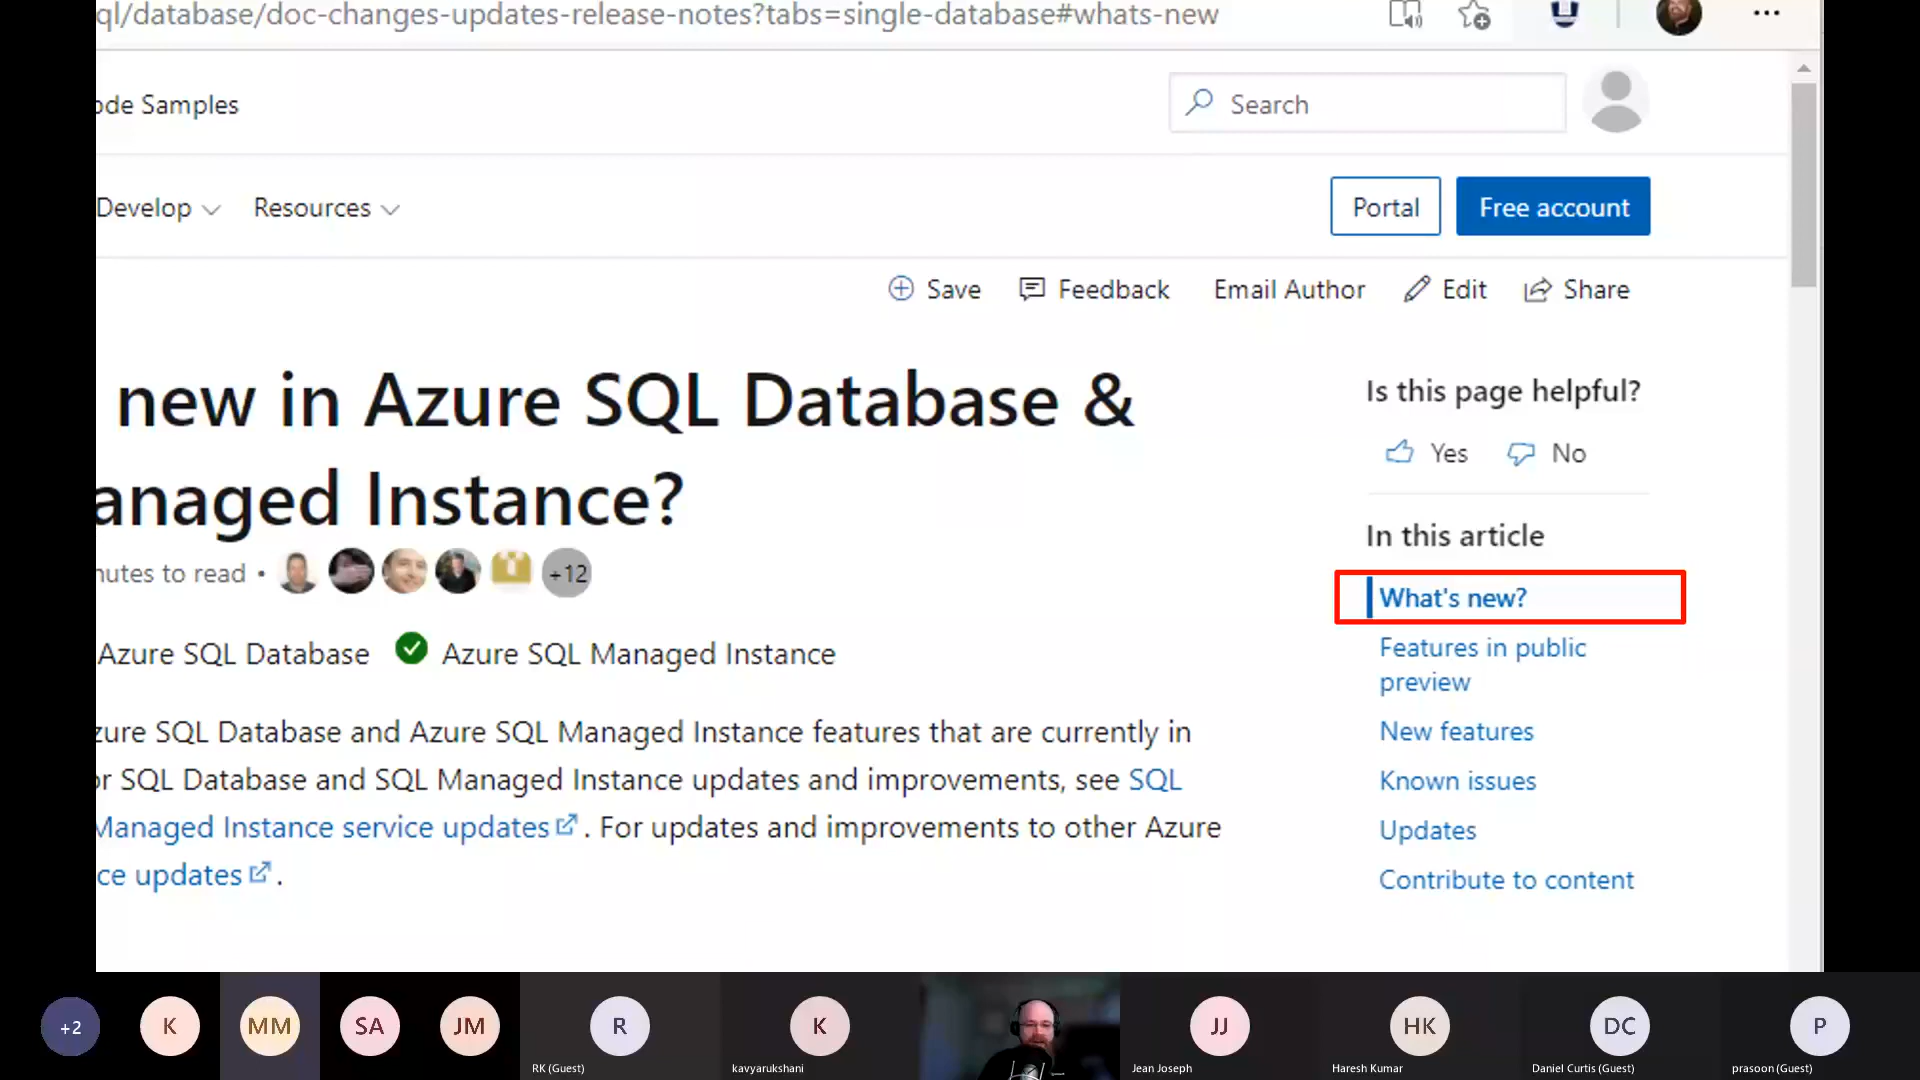 ql/database/doc-changes-updates-release-notes?tabs=single-database#whats-new
ode Samples
Search
Develop
Resources
Portal
Free account
Save
Feedback
Email Author
Edit
Share
new in Azure SQL Database &
anaged Instance?
nutes to read •
+12
Azure SQL Database
Azure SQL Managed Instance
zure SQL Database and Azure SQL Managed Instance features that are currently in
or SQL Database and SQL Managed Instance updates and improvements, see SQL
Managed Instance service updates. For updates and improvements to other Azure
ce updates.
Is this page helpful?
Yes
No
In this article
What's new?
Features in public
preview
New features
Known issues
Updates
Contribute to content
+2
K
MM
SA
JM
R
RK (Guest)
K
kavyarukshani
JJ
Jean Joseph
HK
Haresh Kumar
DC
Daniel Curtis (Guest)
P
prasoon (Guest)